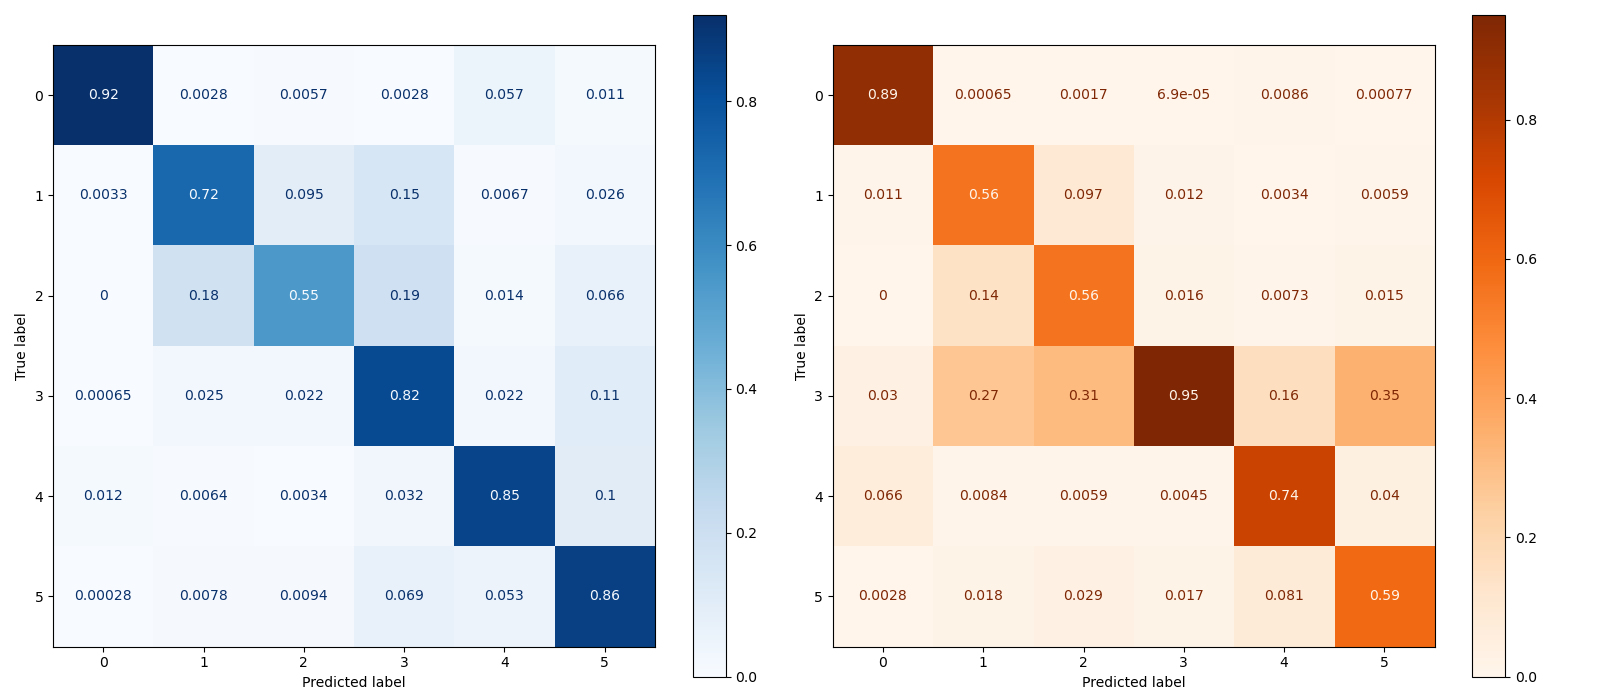 0 0.92 0.0028 0.0057 0.0028 0.057 0.011
1 0.0033 0.72 0.095 0.15 0.0067 0.026
2 0 0.18 0.55 0.19 0.014 0.066
3 0.00065 0.025 0.022 0.82 0.022 0.11
4 0.012 0.0064 0.0034 0.032 0.85 0.1
5 0.00028 0.0078 0.0094 0.069 0.053 0.86
0 1 2 3 4 5
Predicted label
True label
0.8
0.6
0.4
0.2
0.0
0 0.89 0.00065 0.0017 6.9e-05 0.0086 0.00077
1 0.011 0.56 0.097 0.012 0.0034 0.0059
2 0 0.14 0.56 0.016 0.0073 0.015
3 0.03 0.27 0.31 0.95 0.16 0.35
4 0.066 0.0084 0.0059 0.0045 0.74 0.04
5 0.0028 0.018 0.029 0.017 0.081 0.59
0 1 2 3 4 5
Predicted label
True label
0.8
0.6
0.4
0.2
0.0